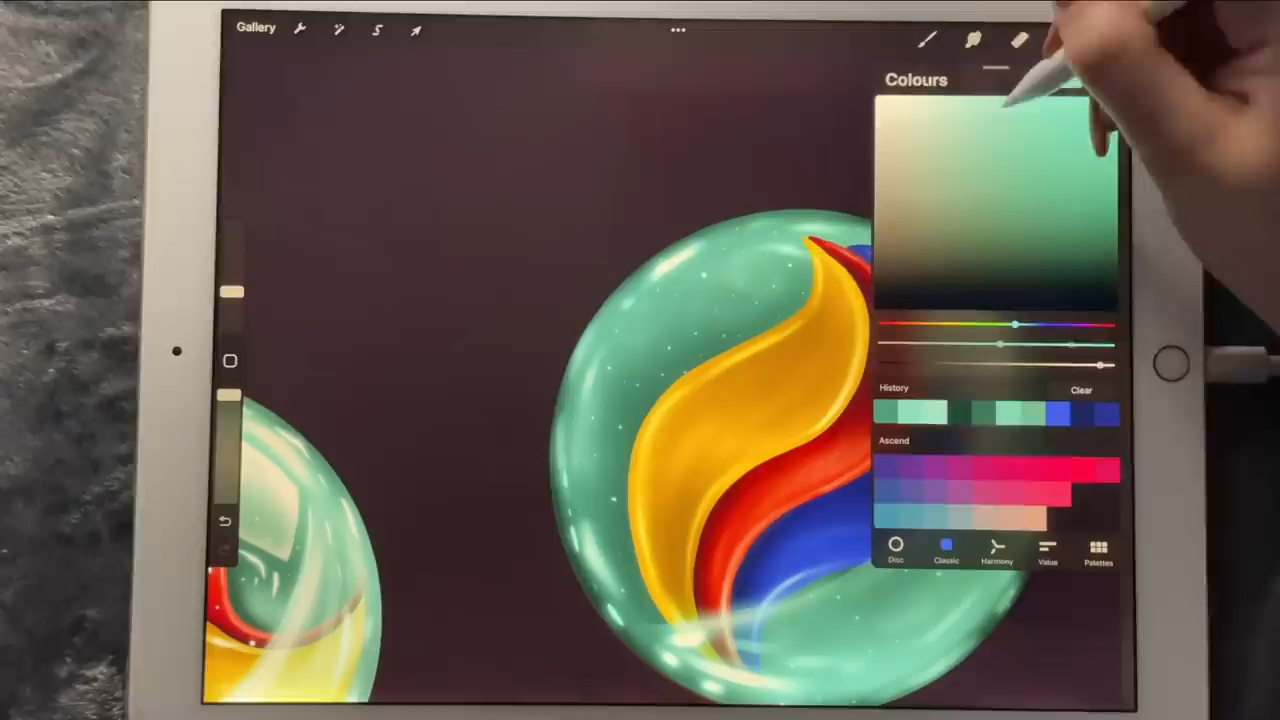 Gallery
Colours
History Clear
Ascend
Disc Classic Harmony Value Palettes